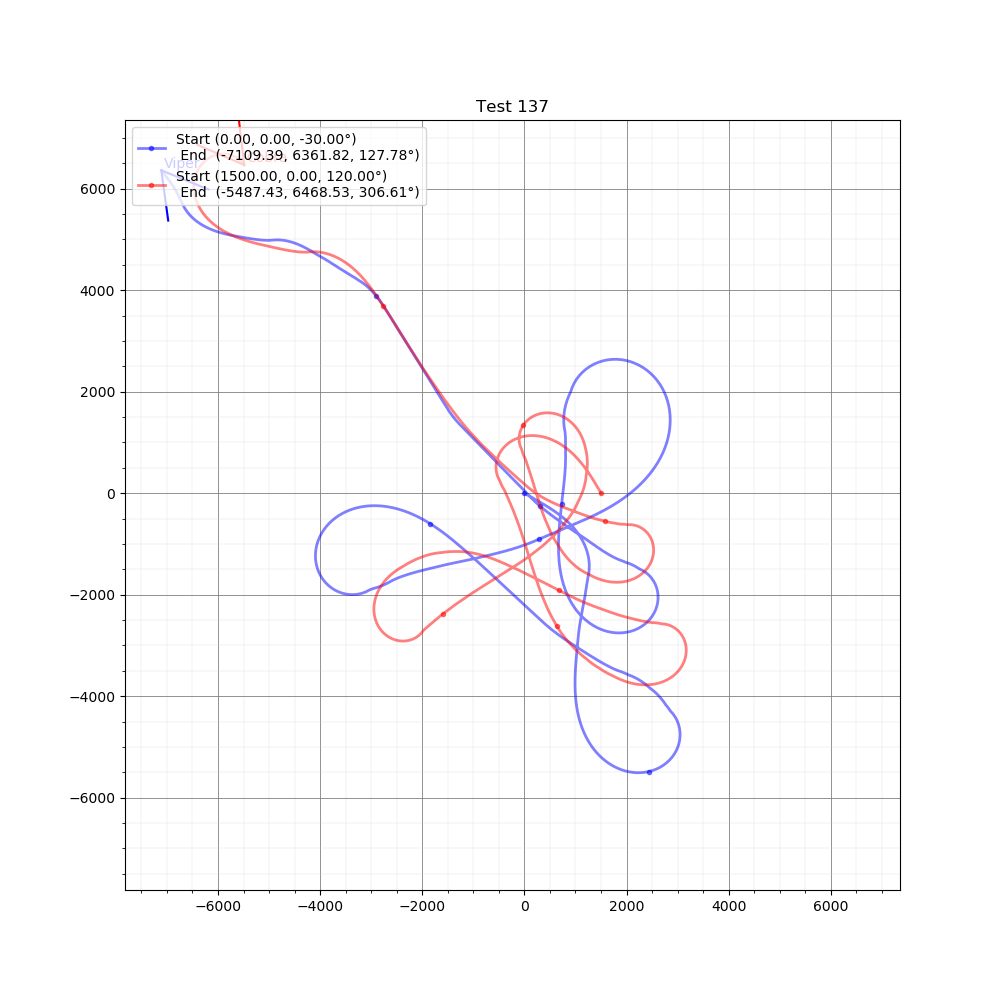 Test 137
Start (0.00, 0.00, -30.00°)
End (-7109.39, 6361.82, 127.78°)
Start (1500.00, 0.00, 120.00°)
End (-5487.43, 6468.53, 306.61°)
6000
4000
2000
0
−2000
−4000
−6000
−6000 −4000 −2000 0 2000 4000 6000